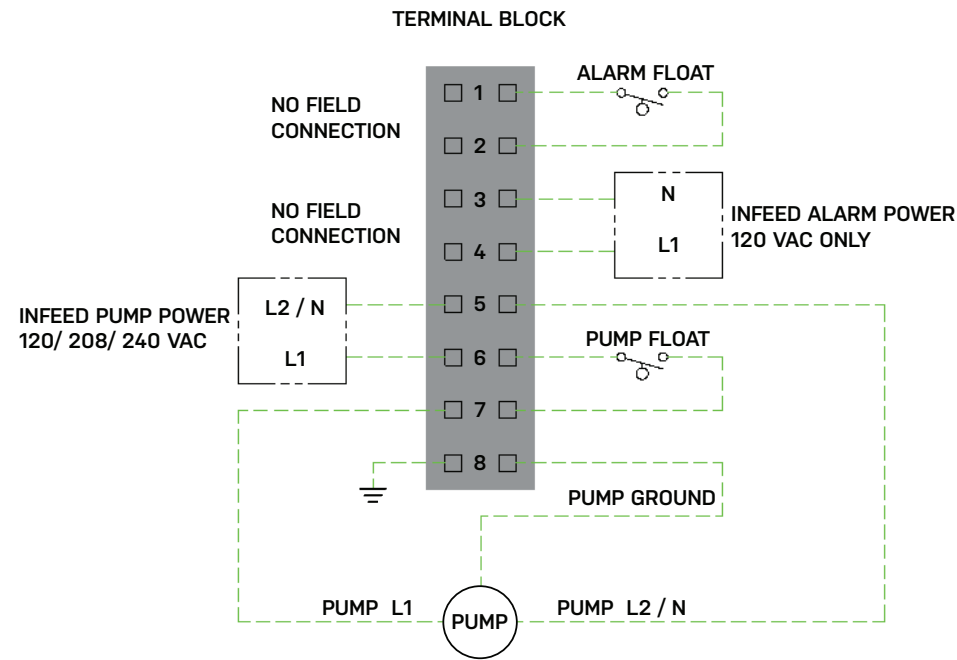 TERMINAL BLOCK
ALARM FLOAT
NO FIELD
CONNECTION
1
2
NO FIELD
CONNECTION
3
4
N
L1
INFEED ALARM POWER
120 VAC ONLY
INFEED PUMP POWER
120/ 208/ 240 VAC
L2 / N
L1
5
6
PUMP FLOAT
7
8
PUMP GROUND
PUMP L1
PUMP
PUMP L2 / N